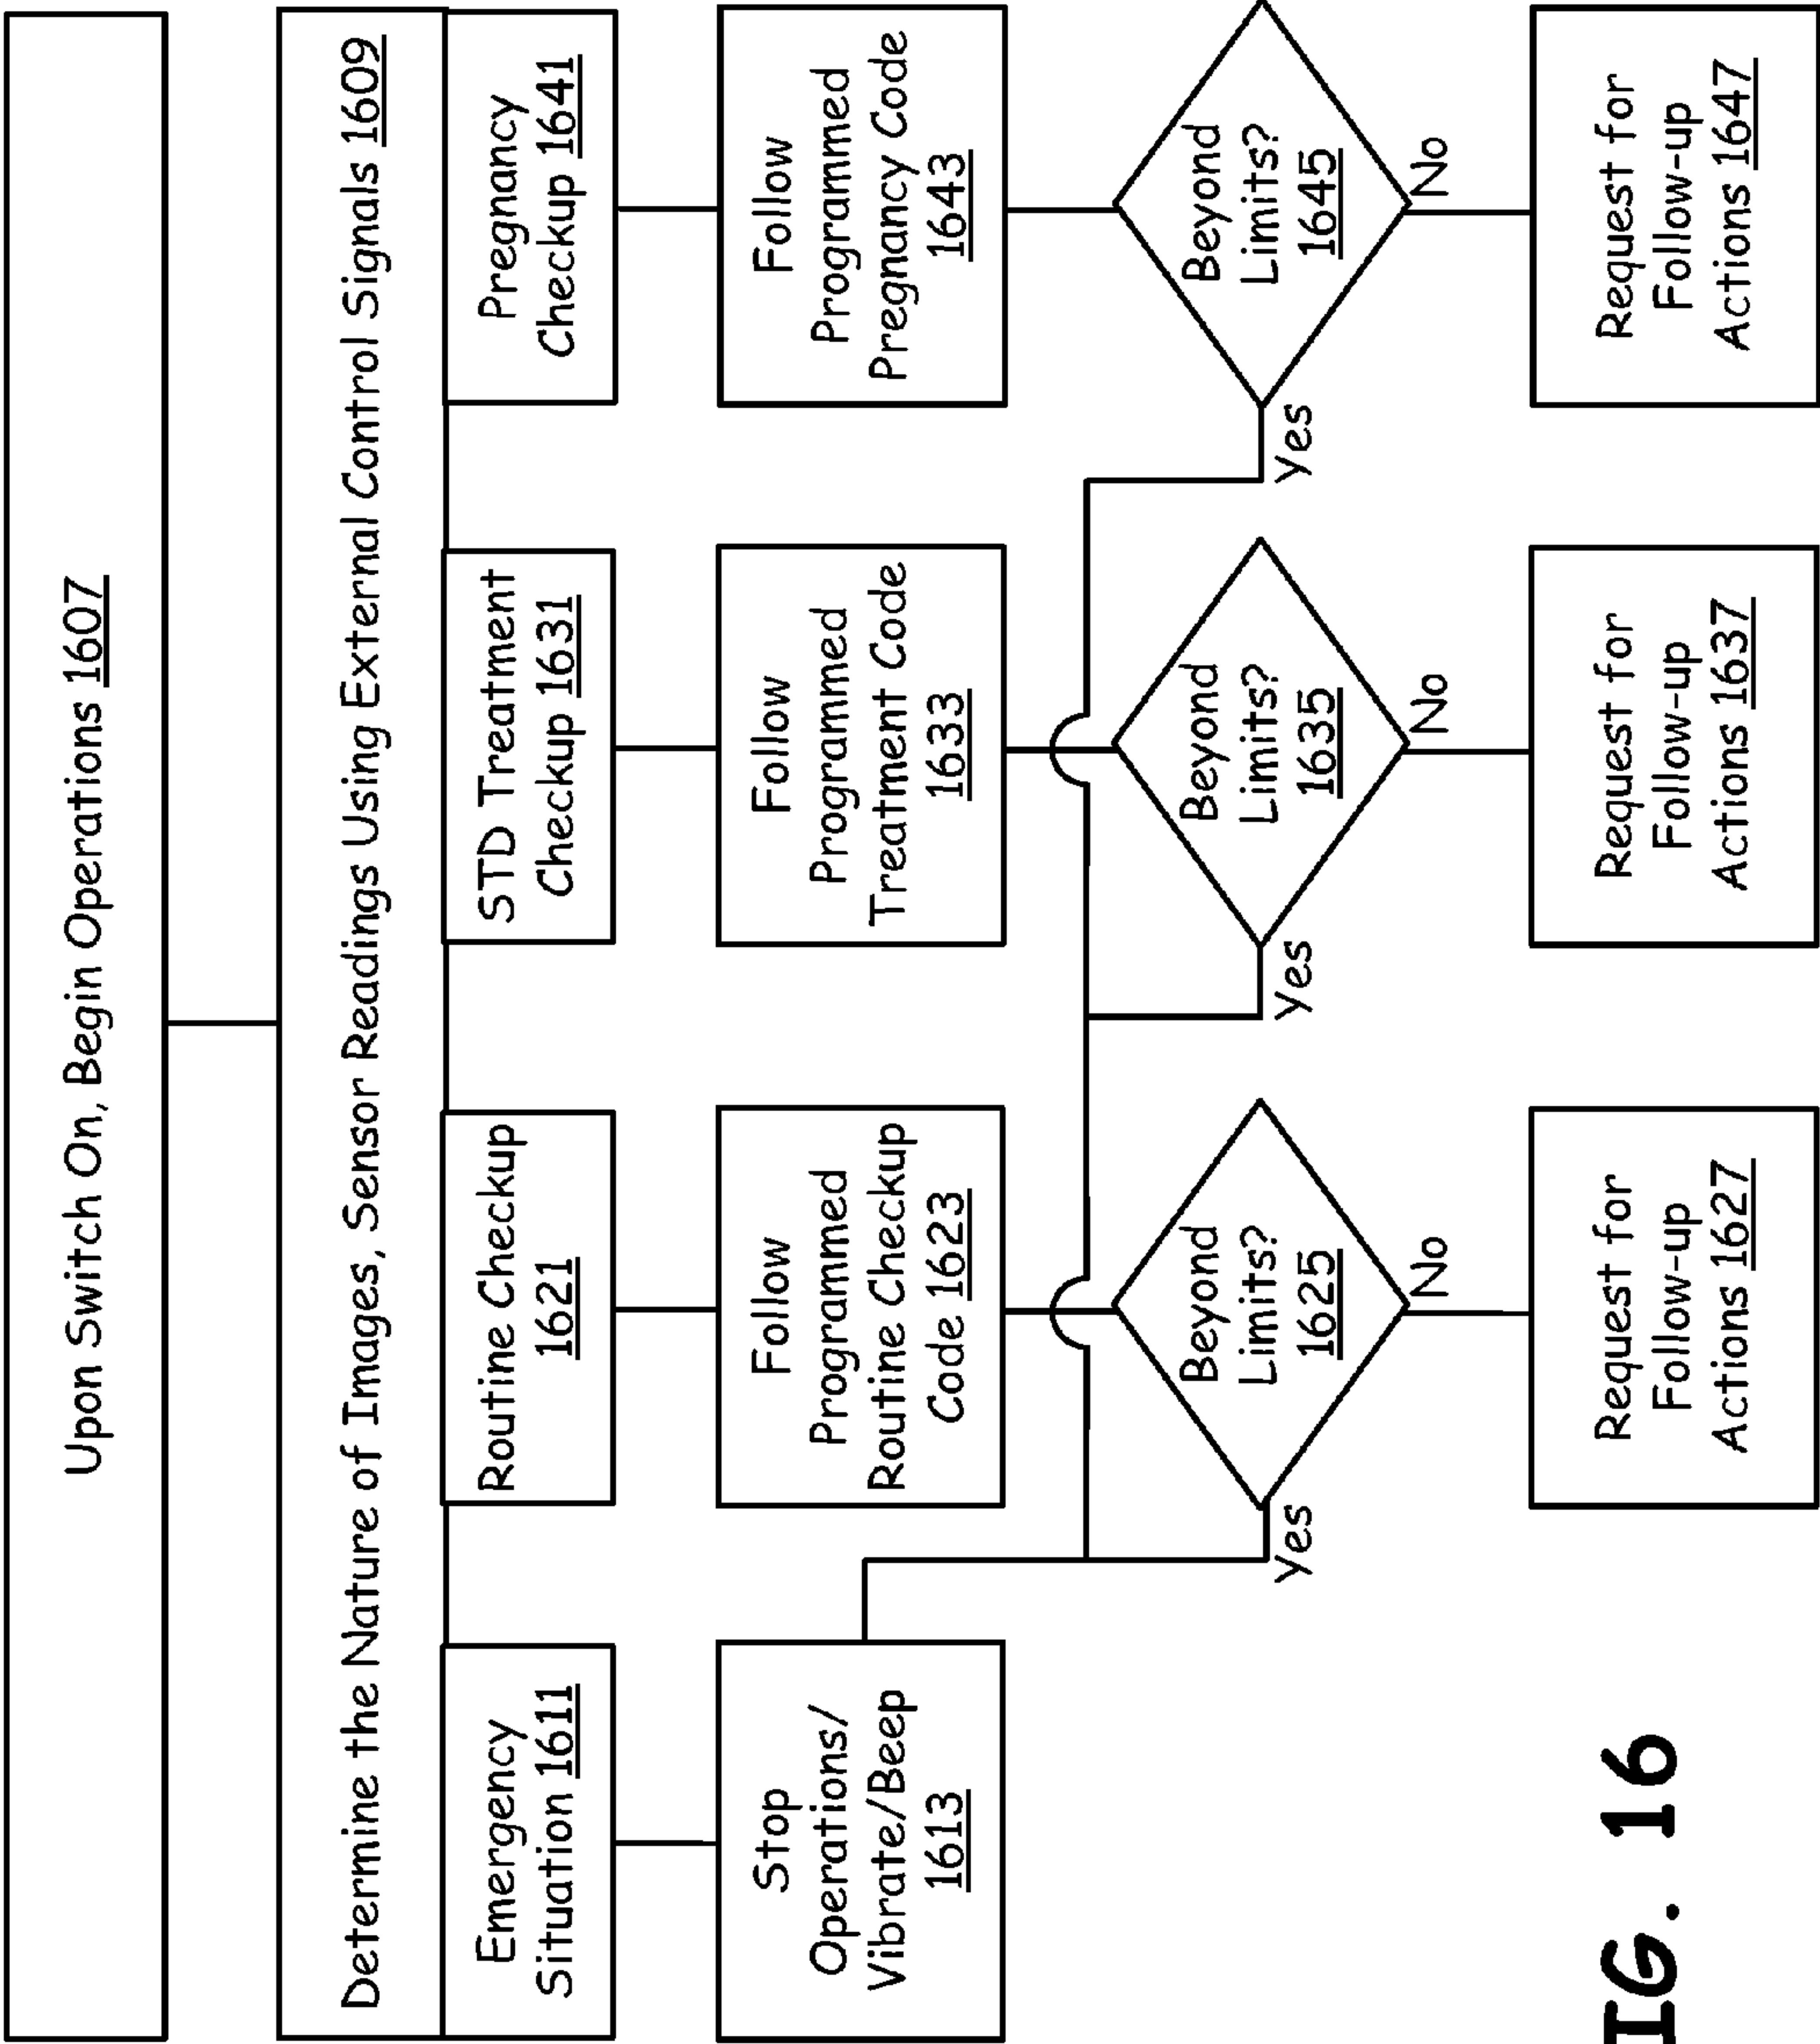 Upon Switch On, Begin Operations 1607
Determine the Nature of Images, Sensor Readings Using External Control Signals 1609
Emergency
Situation 1611
Routine Checkup
1621
STD Treatment
Checkup 1631
Pregnancy
Checkup 1641
Stop
Operations/
Vibrate/Beep
1613
Follow
Programmed
Routine Checkup
Code 1623
Follow
Programmed
Treatment Code
1633
Follow
Programmed
Pregnancy Code
1643
Beyond
Limits?
1625
Yes
No
Beyond
Limits?
1635
Yes
No
Beyond
Limits?
1645
Yes
No
Request for
Follow-up
Actions 1627
Request for
Follow-up
Actions 1637
Request for
Follow-up
Actions 1647
IG. 16